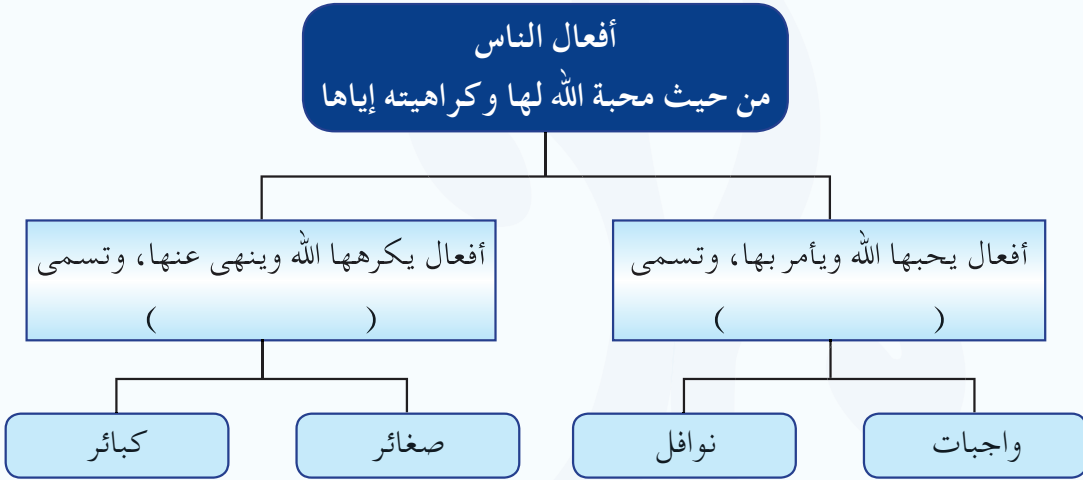 أفعال الناس
من حيث محبة الله لها وكراهيته إياها
أفعال يحبها الله ويأمر بها، وتسمى
(                    )
أفعال يكرهها الله وينهى عنها، وتسمى
(                    )
واجبات
نوافل
صغائر
كبائر